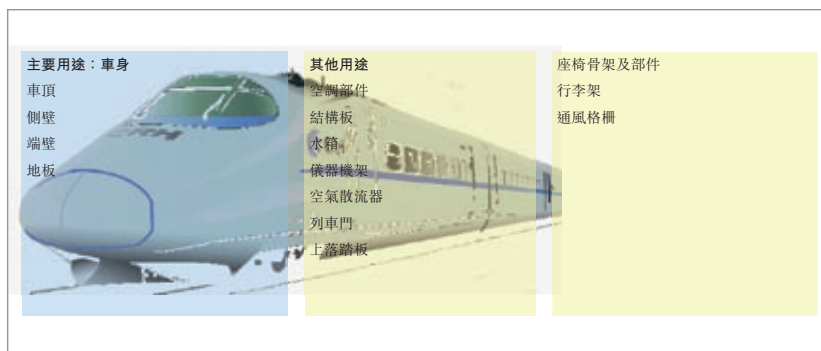 主要用途：車身
車頂
側壁
端壁
地板
其他用途
空調部件
結構板
水箱
儀器機架
空氣散流器
列車門
上落踏板
座椅骨架及部件
行李架
通風格柵